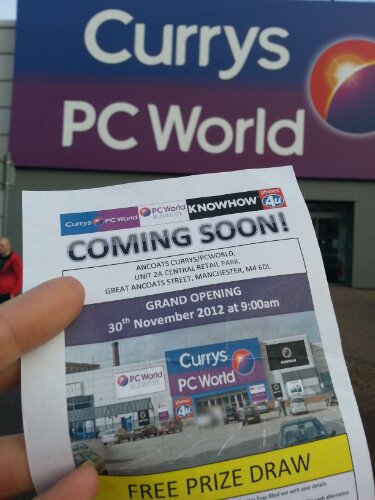 Currys
PC World
Currys PC World
PC World
BUSINESS
KNOWHOW
phones
4u
COMING SOON!
ANCOATS CURRYS/PCWORLD,
UNIT 2A CENTRAL RETAIL PARK,
GREAT ANCOATS STREET, MANCHESTER, M4 6DL
GRAND OPENING
30th November 2012 at 9:00am
Currys
PC World
PC World
BUSINESS
4u
FREE PRIZE DRAW